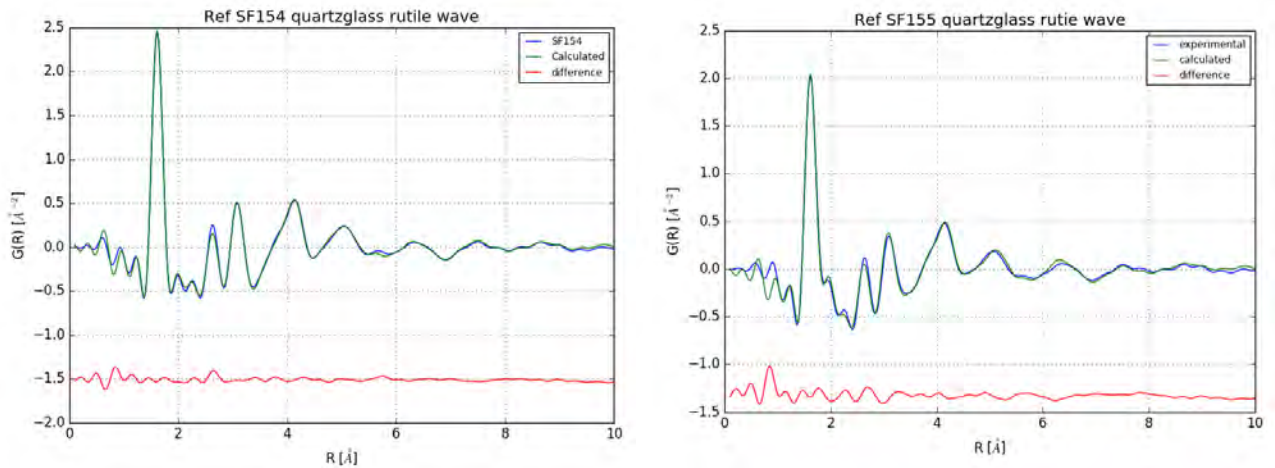 Ref SF154 quartzglass rutile wave
2.5
2.0
1.5
1.0
0.5
0.0
−0.5
−1.0
−1.5
−2.0
G(R) [Å⁻²]
SF154
Calculated
difference
0 2 4 6 8 10
R [Å]
Ref SF155 quartzglass rutie wave
2.5
2.0
1.5
1.0
0.5
0.0
−0.5
−1.0
−1.5
G(R) [Å⁻²]
experimental
calculated
difference
0 2 4 6 8 10
R [Å]